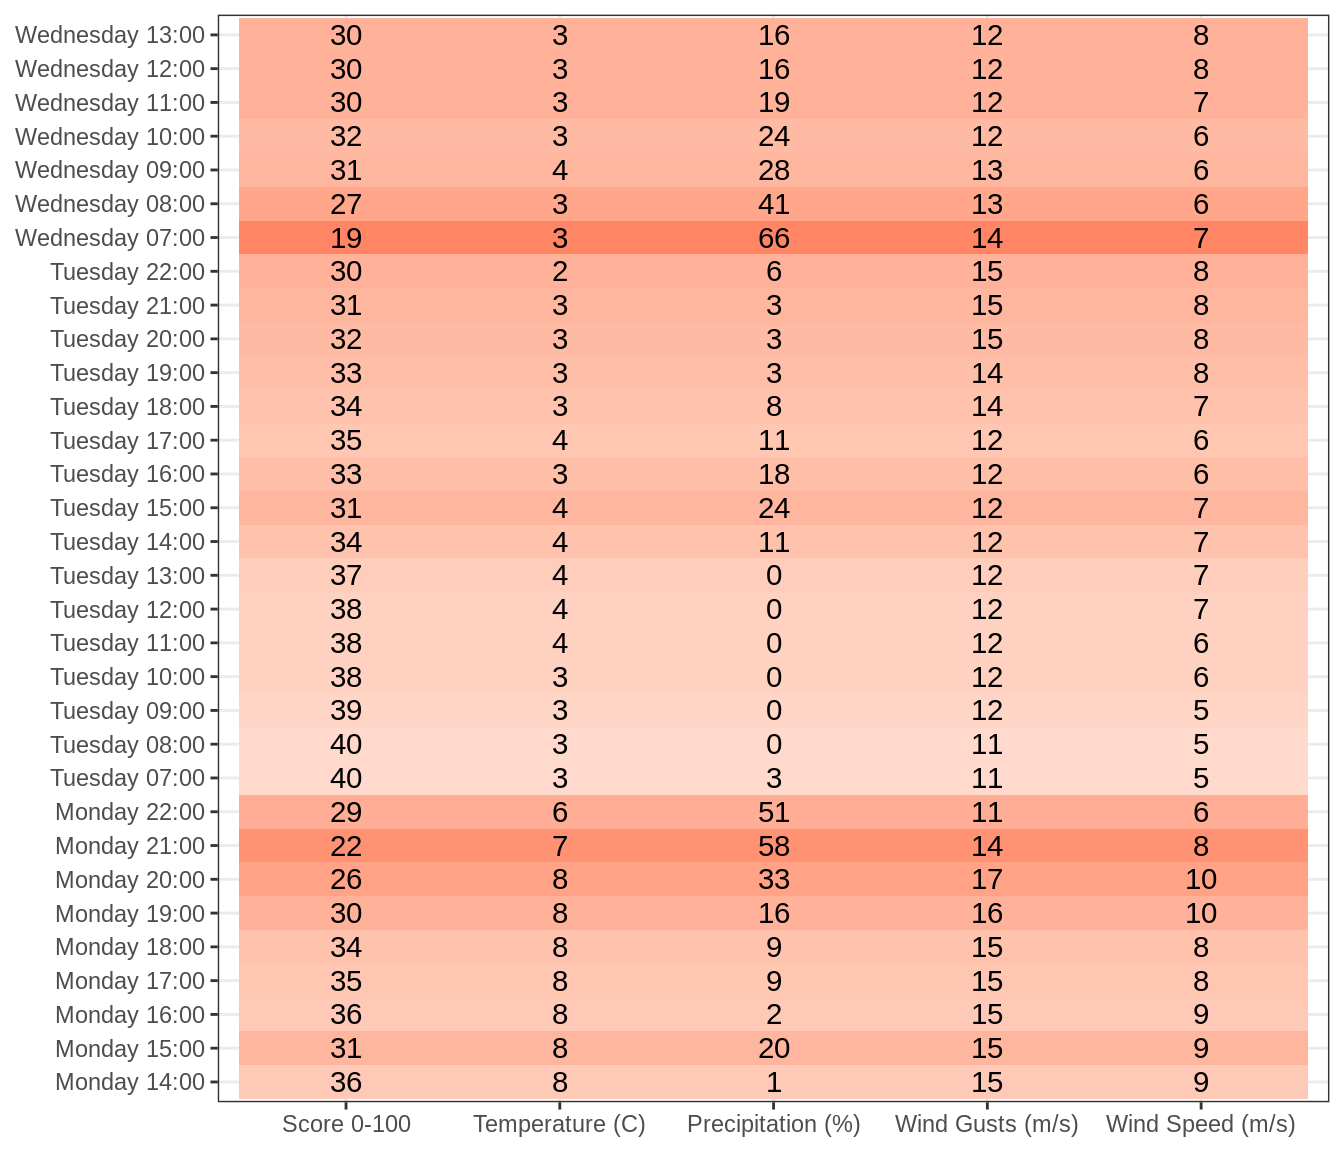 Wednesday 13:00 30 3 16 12 8
Wednesday 12:00 30 3 16 12 8
Wednesday 11:00 30 3 19 12 7
Wednesday 10:00 32 3 24 12 6
Wednesday 09:00 31 4 28 13 6
Wednesday 08:00 27 3 41 13 6
Wednesday 07:00 19 3 66 14 7
Tuesday 22:00 30 2 6 15 8
Tuesday 21:00 31 3 3 15 8
Tuesday 20:00 32 3 3 15 8
Tuesday 19:00 33 3 3 14 8
Tuesday 18:00 34 3 8 14 7
Tuesday 17:00 35 4 11 12 6
Tuesday 16:00 33 3 18 12 6
Tuesday 15:00 31 4 24 12 7
Tuesday 14:00 34 4 11 12 7
Tuesday 13:00 37 4 0 12 7
Tuesday 12:00 38 4 0 12 7
Tuesday 11:00 38 4 0 12 6
Tuesday 10:00 38 3 0 12 6
Tuesday 09:00 39 3 0 12 5
Tuesday 08:00 40 3 0 11 5
Tuesday 07:00 40 3 3 11 5
Monday 22:00 29 6 51 11 6
Monday 21:00 22 7 58 14 8
Monday 20:00 26 8 33 17 10
Monday 19:00 30 8 16 16 10
Monday 18:00 34 8 9 15 8
Monday 17:00 35 8 9 15 8
Monday 16:00 36 8 2 15 9
Monday 15:00 31 8 20 15 9
Monday 14:00 36 8 1 15 9
Score 0-100 Temperature (C) Precipitation (%) Wind Gusts (m/s) Wind Speed (m/s)